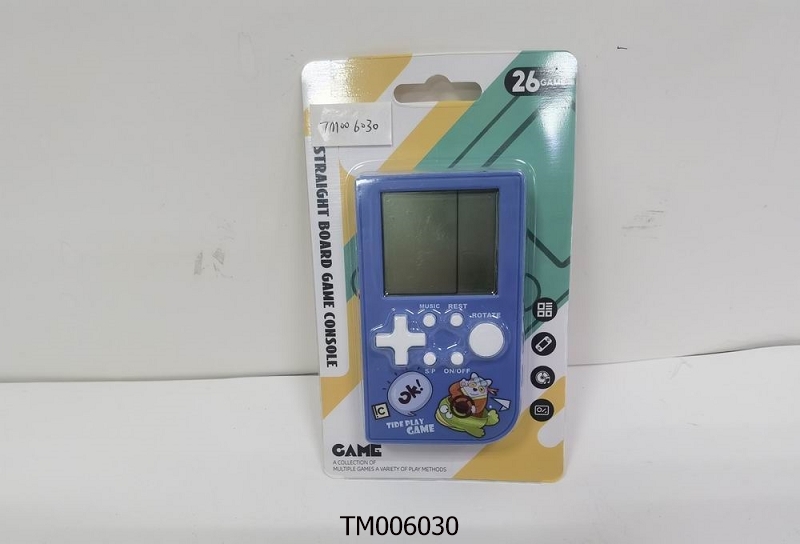 26 GAME
TM006030
STRAIGHT BOARD GAME CONSOLE
MUSIC REST
ROTATE
S/P ON/OFF
OK!
C
TIDE PLAY
GAME
GAME
A COLLECTION OF
MULTIPLE GAMES A VARIETY OF PLAY METHODS
TM006030